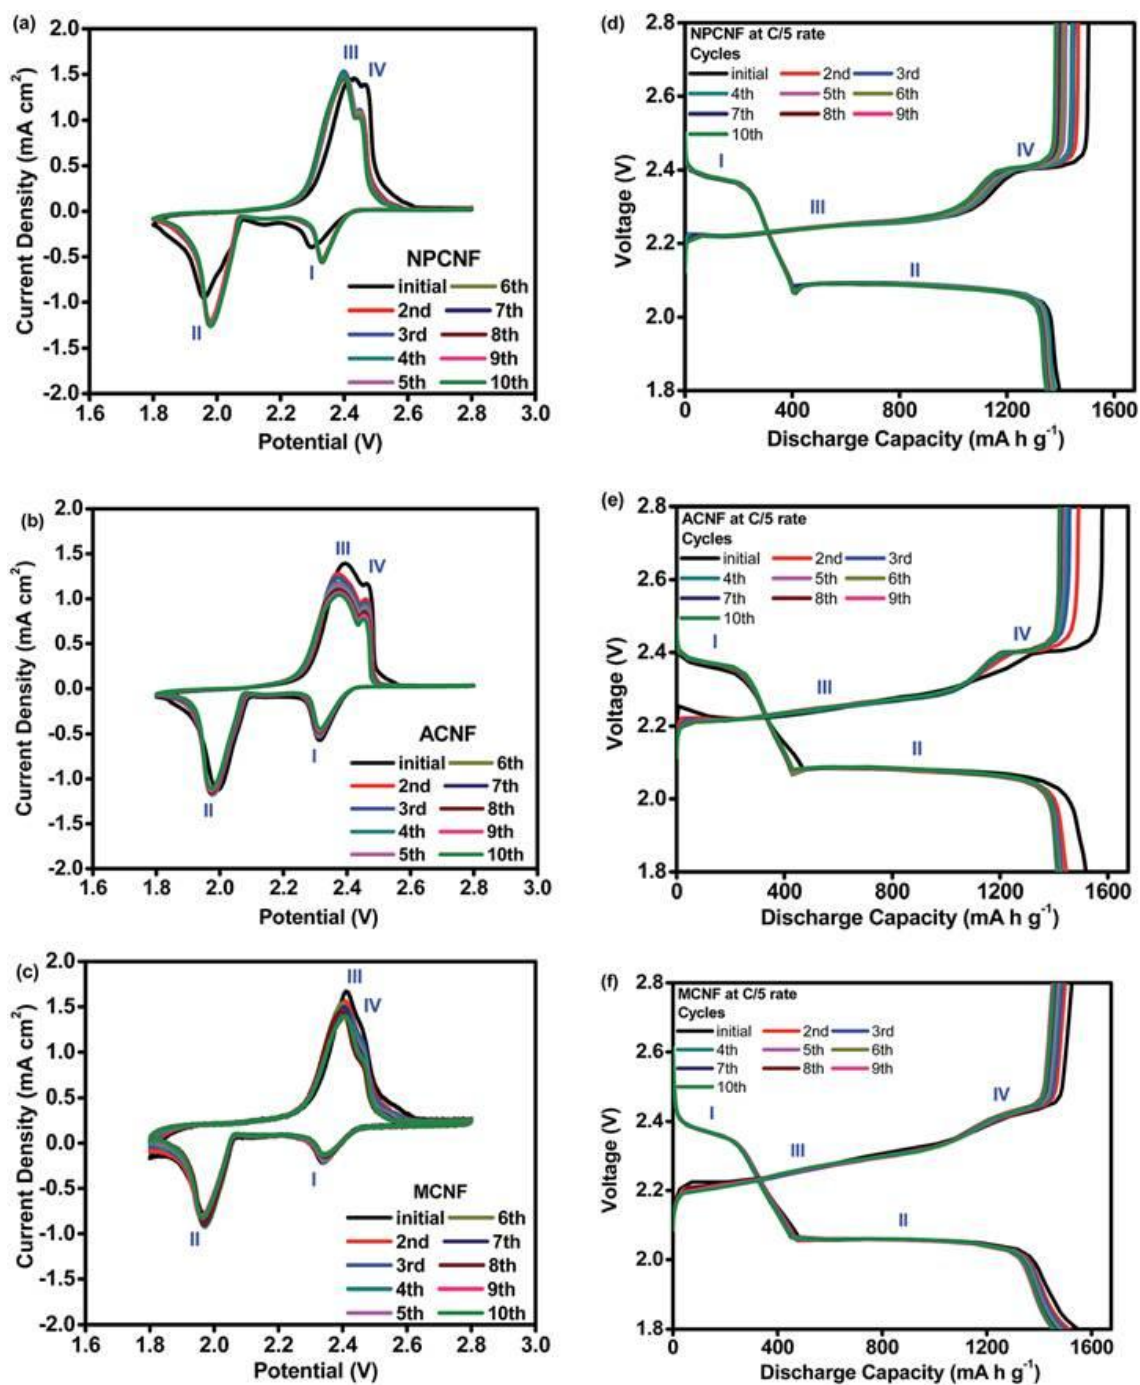 (a)
2.0
1.5
1.0
0.5
0.0
-0.5
-1.0
-1.5
-2.0
1.6 1.8 2.0 2.2 2.4 2.6 2.8 3.0
Current Density (mA cm²)
Potential (V)
III
IV
I
II
NPCNF
initial 6th
2nd 7th
3rd 8th
4th 9th
5th 10th
(d)
2.8
2.6
2.4
2.2
2.0
1.8
0 400 800 1200 1600
Voltage (V)
Discharge Capacity (mA h g⁻¹)
NPCNF at C/5 rate
Cycles
initial 2nd 3rd
4th 5th 6th
7th 8th 9th
10th
I
IV
III
II
(b)
2.0
1.5
1.0
0.5
0.0
-0.5
-1.0
-1.5
-2.0
1.6 1.8 2.0 2.2 2.4 2.6 2.8 3.0
Current Density (mA cm²)
Potential (V)
III
IV
I
II
ACNF
initial 6th
2nd 7th
3rd 8th
4th 9th
5th 10th
(e)
2.8
2.6
2.4
2.2
2.0
1.8
0 400 800 1200 1600
Voltage (V)
Discharge Capacity (mA h g⁻¹)
ACNF at C/5 rate
Cycles
initial 2nd 3rd
4th 5th 6th
7th 8th 9th
10th
I
IV
III
II
(c)
2.0
1.5
1.0
0.5
0.0
-0.5
-1.0
-1.5
-2.0
1.6 1.8 2.0 2.2 2.4 2.6 2.8 3.0
Current Density (mA cm²)
Potential (V)
III
IV
I
II
MCNF
initial 6th
2nd 7th
3rd 8th
4th 9th
5th 10th
(f)
2.8
2.6
2.4
2.2
2.0
1.8
0 400 800 1200 1600
Voltage (V)
Discharge Capacity (mA h g⁻¹)
MCNF at C/5 rate
Cycles
initial 2nd 3rd
4th 5th 6th
7th 8th 9th
10th
I
IV
III
II